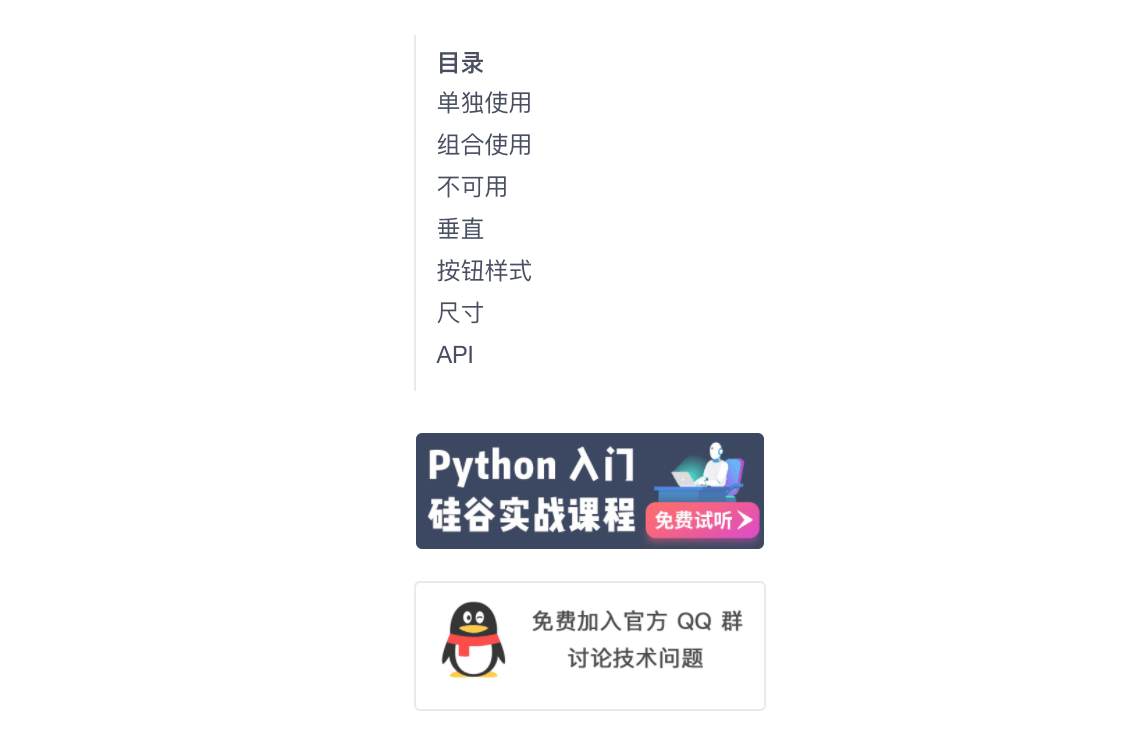 目录
单独使用
组合使用
不可用
垂直
按钮样式
尺寸
API
Python 入门
硅谷实战课程
免费试听
免费加入官方 QQ 群
讨论技术问题